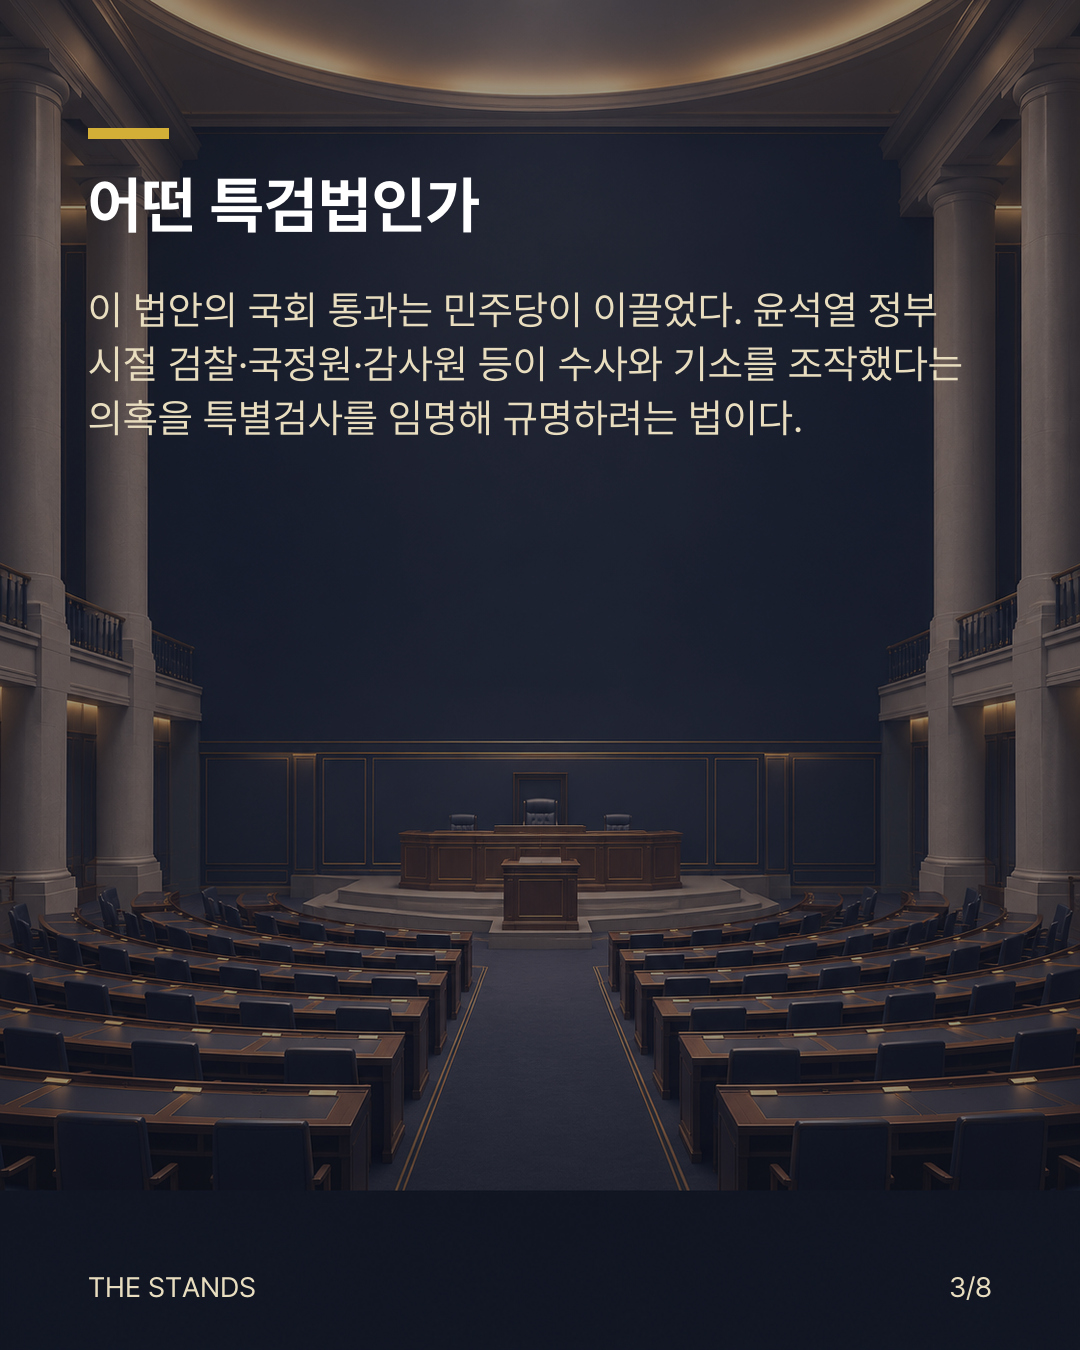 어떤 특검법인가
이 법안의 국회 통과는 민주당이 이끌었다. 윤석열 정부
시절 검찰·국정원·감사원 등이 수사와 기소를 조작했다는
의혹을 특별검사를 임명해 규명하려는 법이다.
THE STANDS
3/8